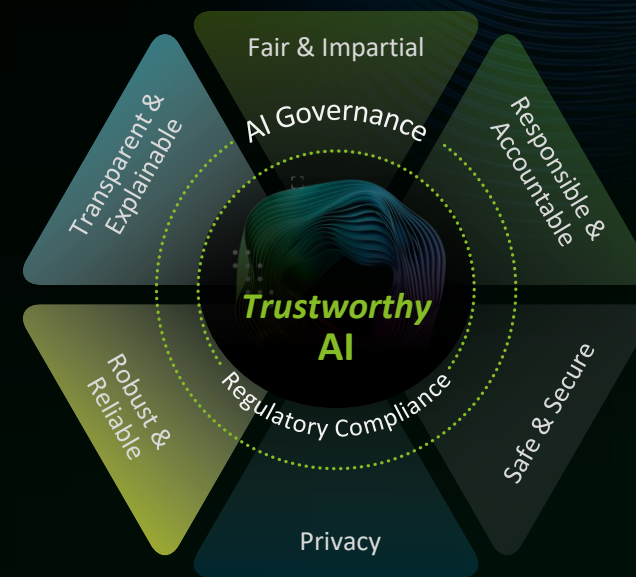 Fair & Impartial
AI Governance
Transparent &
Explainable
Responsible &
Accountable
Trustworthy
AI
Regulatory Compliance
Robust &
Reliable
Safe & Secure
Privacy